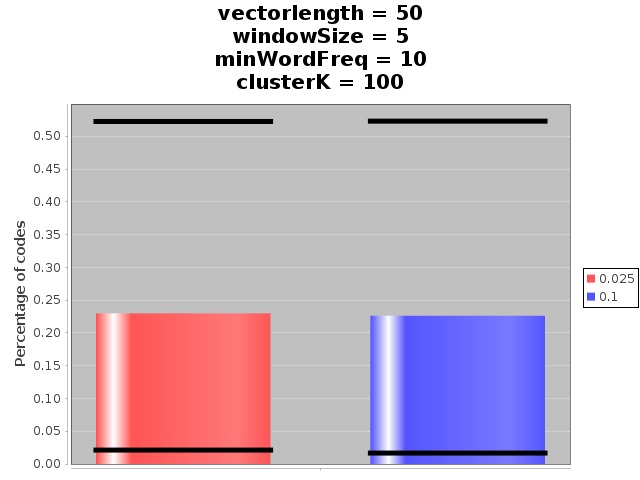 vectorlength = 50
windowSize = 5
minWordFreq = 10
clusterK = 100
Percentage of codes
0.50
0.45
0.40
0.35
0.30
0.25
0.20
0.15
0.10
0.05
0.00
0.025
0.1